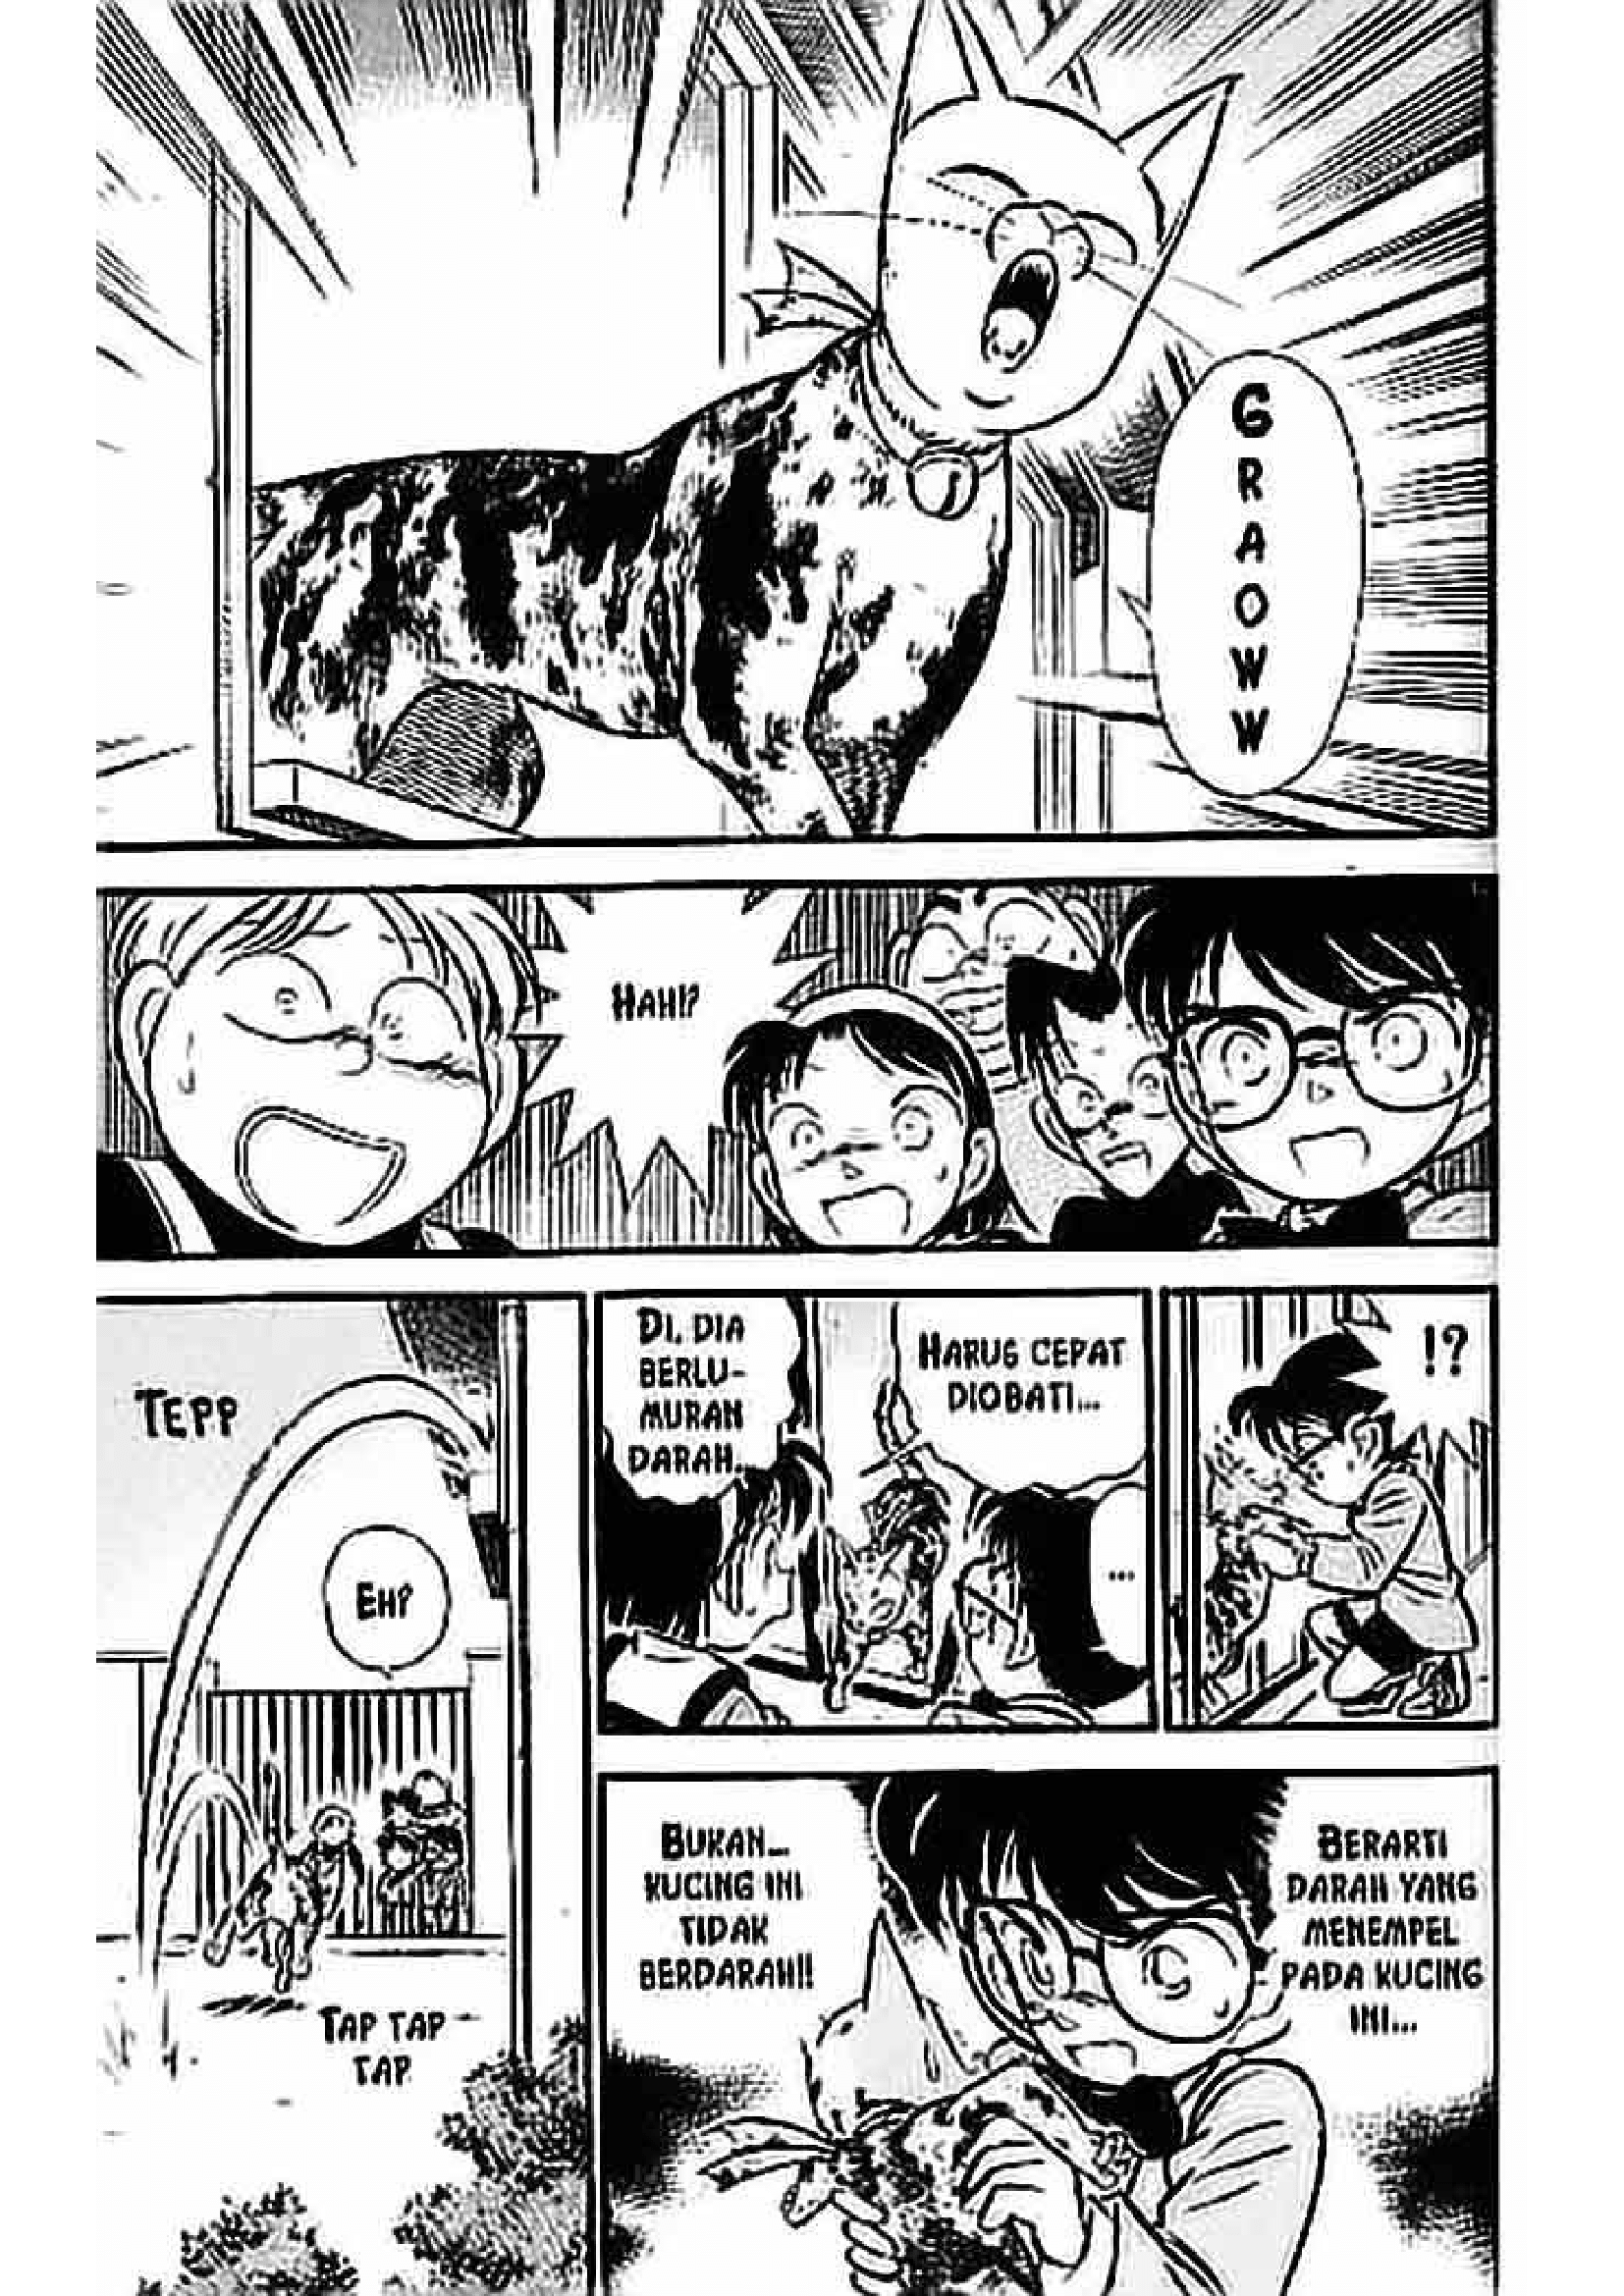 GRAOWW
HAH!?
!?
HARUS CEPAT
DIOBATI...
...
DI, DIA
BERLU-
MURAN
DARAH...
BERARTI
DARAH YANG
MENEMPEL
PADA KUCING
INI...
BUKAN...
KUCING INI
TIDAK
BERDARAH!!
TEPP
EH?
TAP TAP
TAP